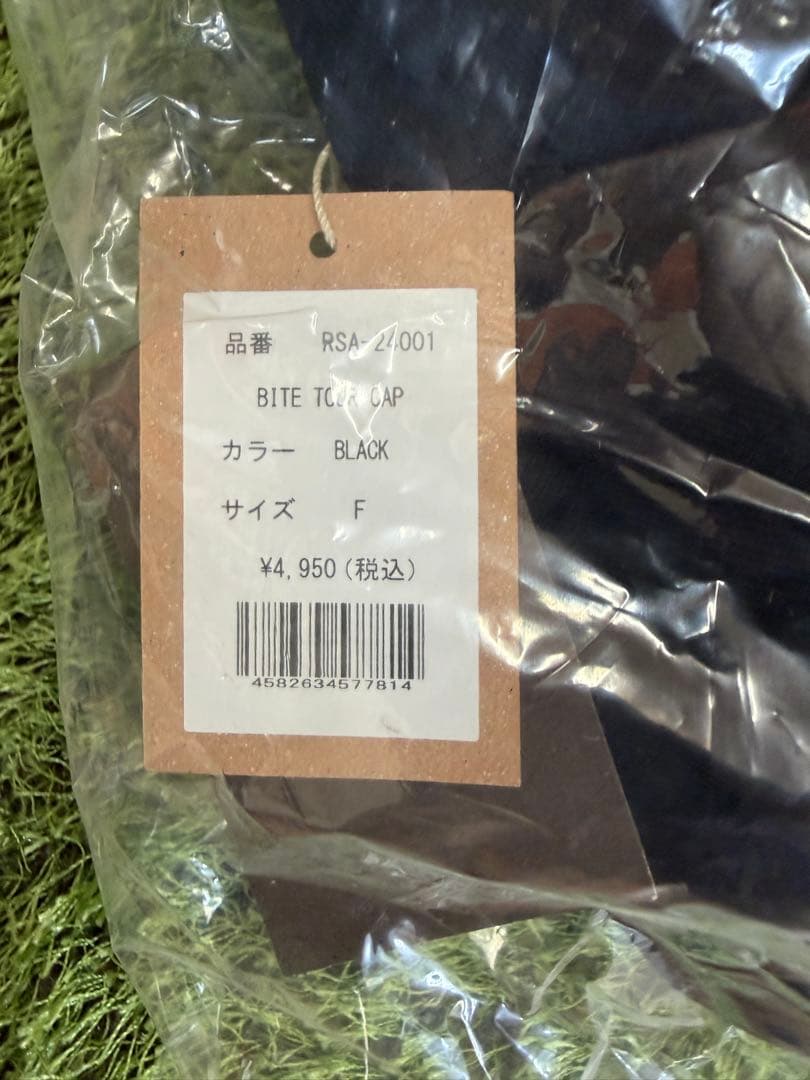 品番 RSA-24001
BITE TOUR CAP
カラー BLACK
サイズ F
¥4,950(税込)
4582634577814